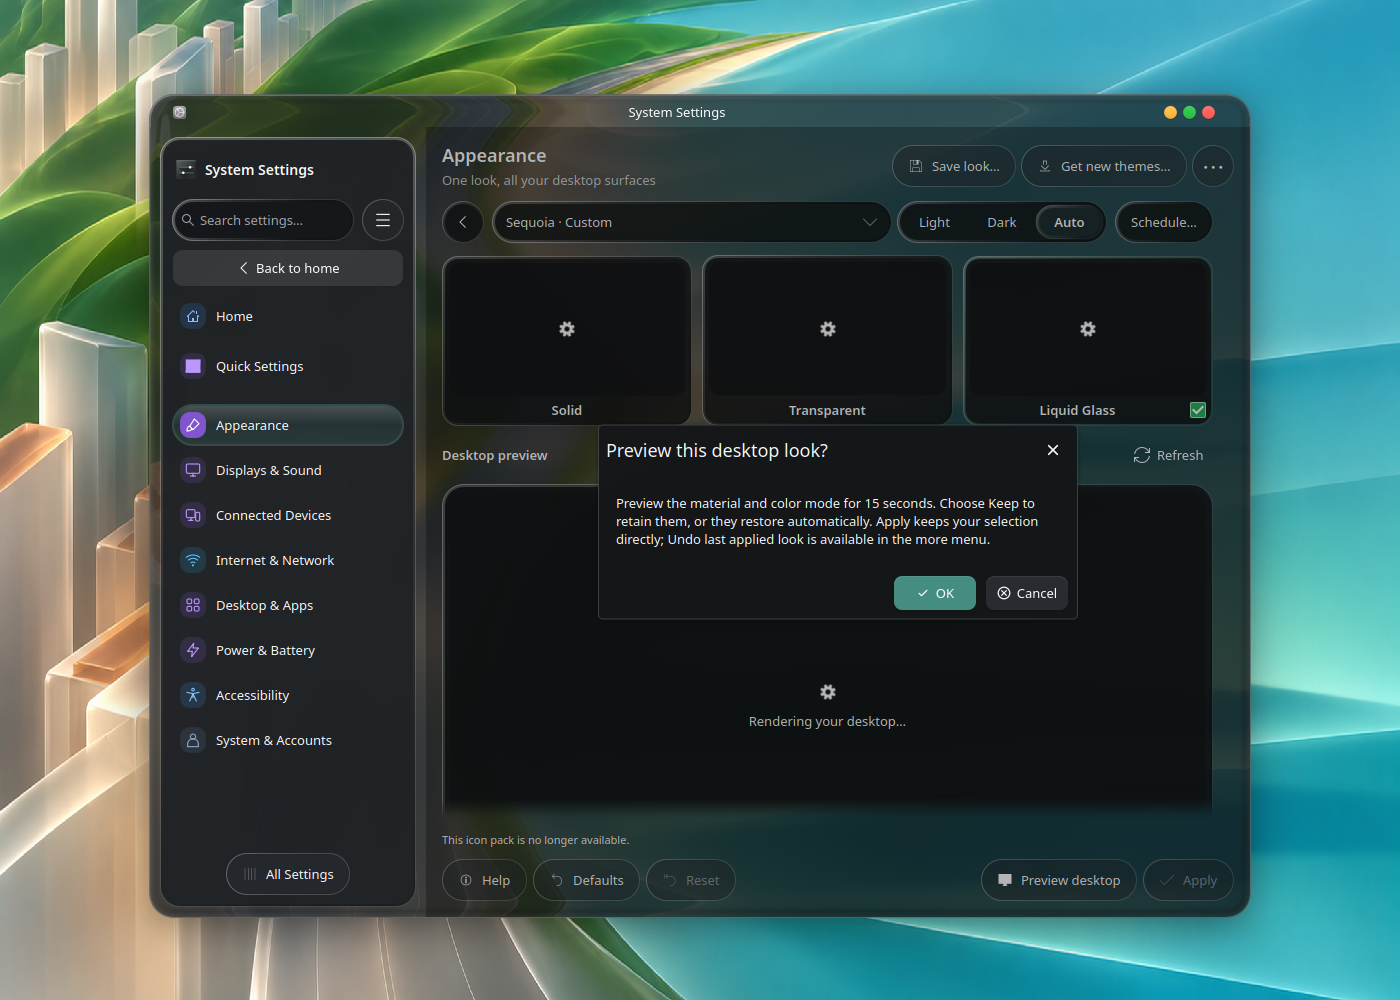 System Settings
System Settings
Search settings...
Back to home
Home
Quick Settings
Appearance
Displays & Sound
Connected Devices
Internet & Network
Desktop & Apps
Power & Battery
Accessibility
System & Accounts
All Settings
Appearance
One look, all your desktop surfaces
Save look...
Get new themes...
Sequoia · Custom
Light
Dark
Auto
Schedule...
Solid
Transparent
Liquid Glass
Desktop preview
Refresh
Preview this desktop look?
Preview the material and color mode for 15 seconds. Choose Keep to
retain them, or they restore automatically. Apply keeps your selection
directly; Undo last applied look is available in the more menu.
OK
Cancel
Rendering your desktop...
This icon pack is no longer available.
Help
Defaults
Reset
Preview desktop
Apply